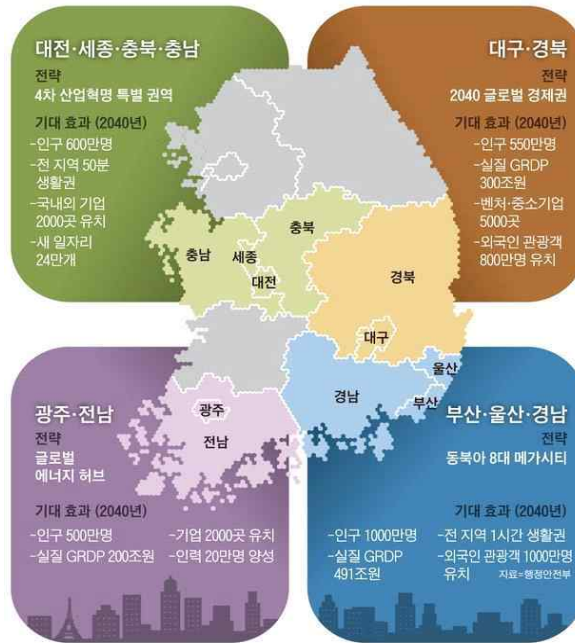 대전·세종·충북·충남
전략
4차 산업혁명 특별 권역
기대 효과 (2040년)
-인구 600만명
-전 지역 50분
생활권
-국내외 기업
2000곳 유치
-새 일자리
24만개
대구·경북
전략
2040 글로벌 경제권
기대 효과 (2040년)
-인구 550만명
-실질 GRDP
300조원
-벤처·중소기업
5000곳
-외국인 관광객
800만명 유치
충북
충남
세종
대전
경북
대구
울산
경남
부산
광주
전남
광주·전남
전략
글로벌
에너지 허브
기대 효과 (2040년)
-인구 500만명
-실질 GRDP 200조원
-기업 2000곳 유치
-인력 20만명 양성
부산·울산·경남
전략
동북아 8대 메가시티
기대 효과 (2040년)
-인구 1000만명
-실질 GRDP
491조원
-전 지역 1시간 생활권
-외국인 관광객 1000만명
유치
자료=행정안전부